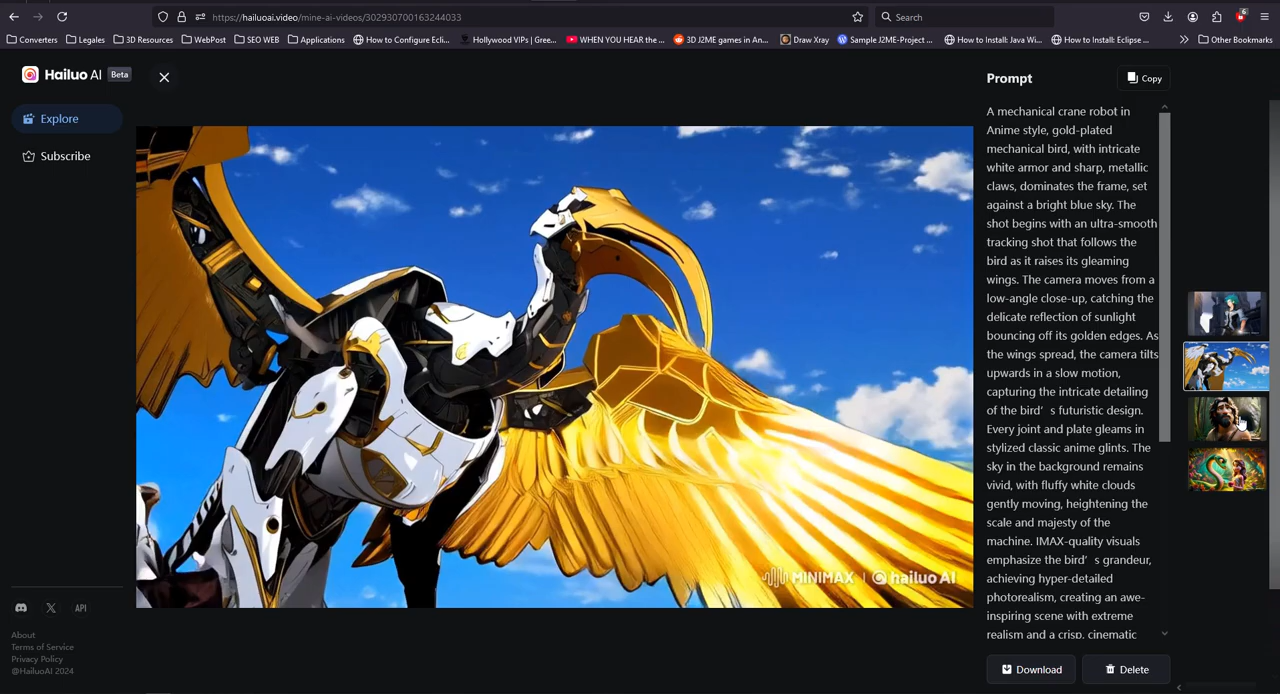 https://hailuoai.video/mine-ai-videos/302930700163244033
Search
6
Converters
Legales
3D Resources
WebPost
SEO WEB
Applications
How to Configure Ecli...
Hollywood VIPs | Gree...
WHEN YOU HEAR the ...
3D J2ME games in An...
Draw Xray
Sample J2ME-Project ...
How to Install: Java Wi...
How to Install: Eclipse ...
Other Bookmarks
Hailuo AI Beta
Explore
Subscribe
API
About
Terms of Service
Privacy Policy
@HailuoAI 2024
MINIMAX | hailuo AI
Prompt
Copy
A mechanical crane robot in
Anime style, gold-plated
mechanical bird, with intricate
white armor and sharp, metallic
claws, dominates the frame, set
against a bright blue sky. The
shot begins with an ultra-smooth
tracking shot that follows the
bird as it raises its gleaming
wings. The camera moves from a
low-angle close-up, catching the
delicate reflection of sunlight
bouncing off its golden edges. As
the wings spread, the camera tilts
upwards in a slow motion,
capturing the intricate detailing
of the bird’s futuristic design.
Every joint and plate gleams in
stylized classic anime glints. The
sky in the background remains
vivid, with fluffy white clouds
gently moving, heightening the
scale and majesty of the
machine. IMAX-quality visuals
emphasize the bird’s grandeur,
achieving hyper-detailed
photorealism, creating an awe-
inspiring scene with extreme
realism and a crisp, cinematic
Download
Delete